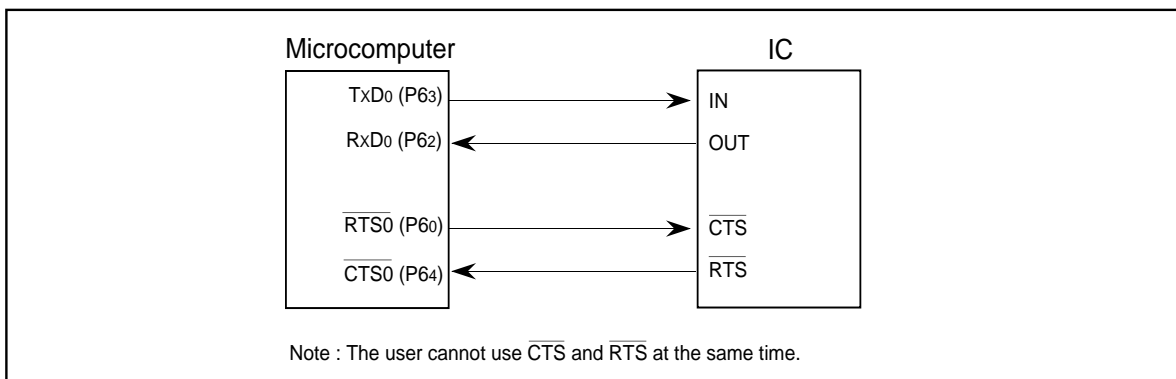 Microcomputer
IC
TxD0 (P63)
IN
RxD0 (P62)
OUT
RTS0 (P60)
CTS
CTS0 (P64)
RTS
Note : The user cannot use CTS and RTS at the same time.